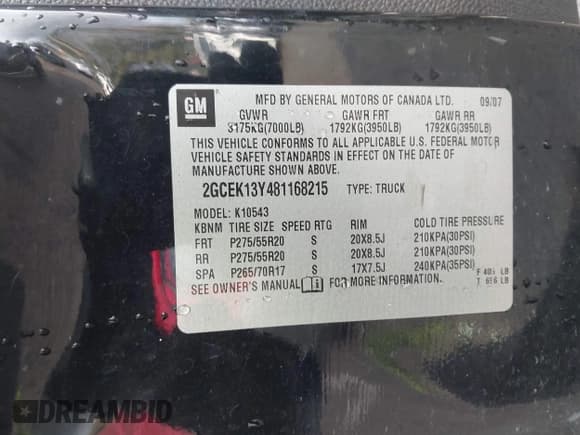 GM
MFD BY GENERAL MOTORS OF CANADA LTD. 09/07
GVWR GAWR FRT GAWR RR
3175KG(7000LB) 1792KG(3950LB) 1792KG(3950LB)
THIS VEHICLE CONFORMS TO ALL APPLICABLE U.S. FEDERAL MOTOR
VEHICLE SAFETY STANDARDS IN EFFECT ON THE DATE OF
MANUFACTURE SHOWN ABOVE.
2GCEK13Y481168215 TYPE: TRUCK
MODEL: K10543
KBNM TIRE SIZE SPEED RTG RIM COLD TIRE PRESSURE
FRT P275/55R20 S 20X8.5J 210KPA(30PSI)
RR P275/55R20 S 20X8.5J 210KPA(30PSI)
SPA P265/70R17 S 17X7.5J 240KPA(35PSI)
SEE OWNER'S MANUAL FOR MORE INFORMATION.
F LB
T LB
DREAMBID